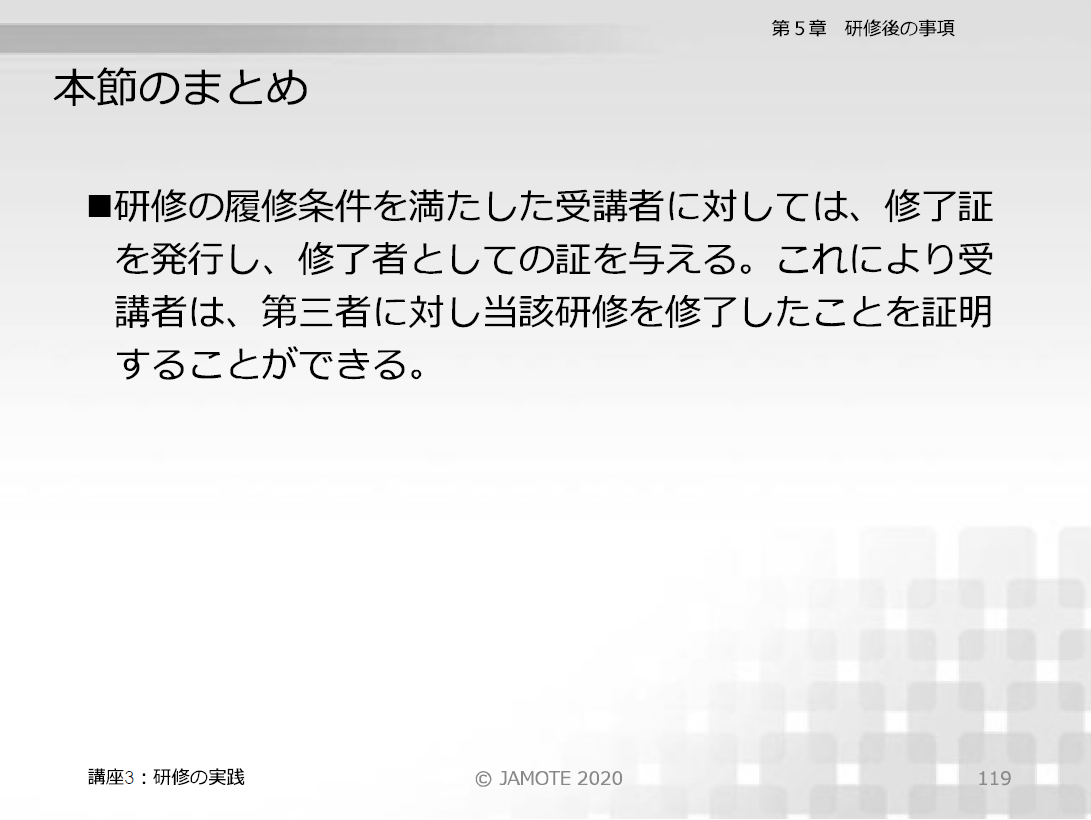 第５章　研修後の事項
本節のまとめ
■研修の履修条件を満たした受講者に対しては、修了証
を発行し、修了者としての証を与える。これにより受
講者は、第三者に対し当該研修を修了したことを証明
することができる。
講座3：研修の実践
© JAMOTE 2020
119